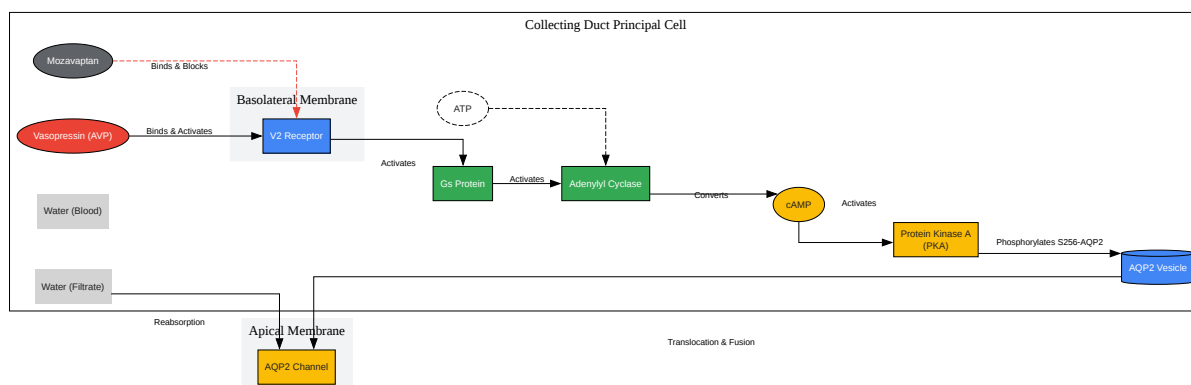 Collecting Duct Principal Cell
Mozavaptan
Binds & Blocks
Basolateral Membrane
ATP
Vasopressin (AVP)
Binds & Activates
V2 Receptor
Activates
Gs Protein
Activates
Adenylyl Cyclase
Converts
cAMP
Activates
Water (Blood)
Protein Kinase A
(PKA)
Phosphorylates S256-AQP2
AQP2 Vesicle
Water (Filtrate)
Reabsorption
Apical Membrane
Translocation & Fusion
AQP2 Channel